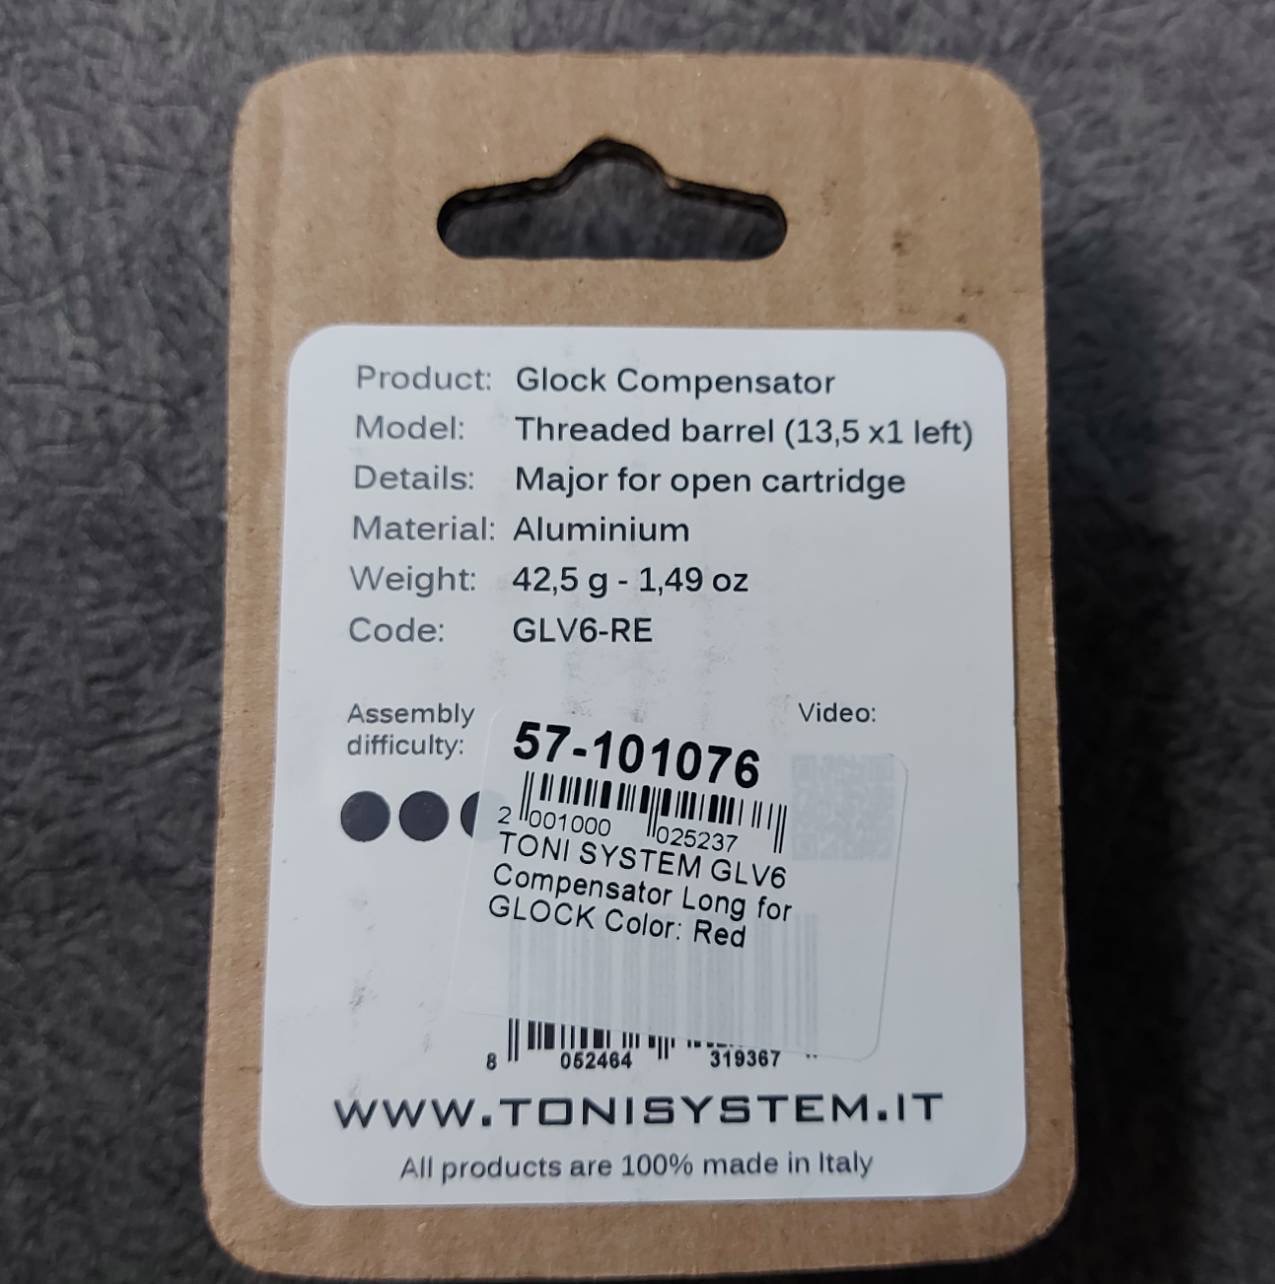 Product: Glock Compensator
Model: Threaded barrel (13,5 x1 left)
Details: Major for open cartridge
Material: Aluminium
Weight: 42,5 g - 1,49 oz
Code: GLV6-RE
Assembly
difficulty:
Video:
57-101076
2 001000 025237
TONI SYSTEM GLV6
Compensator Long for
GLOCK Color: Red
8 052464 319367
WWW.TONISYSTEM.IT
All products are 100% made in Italy